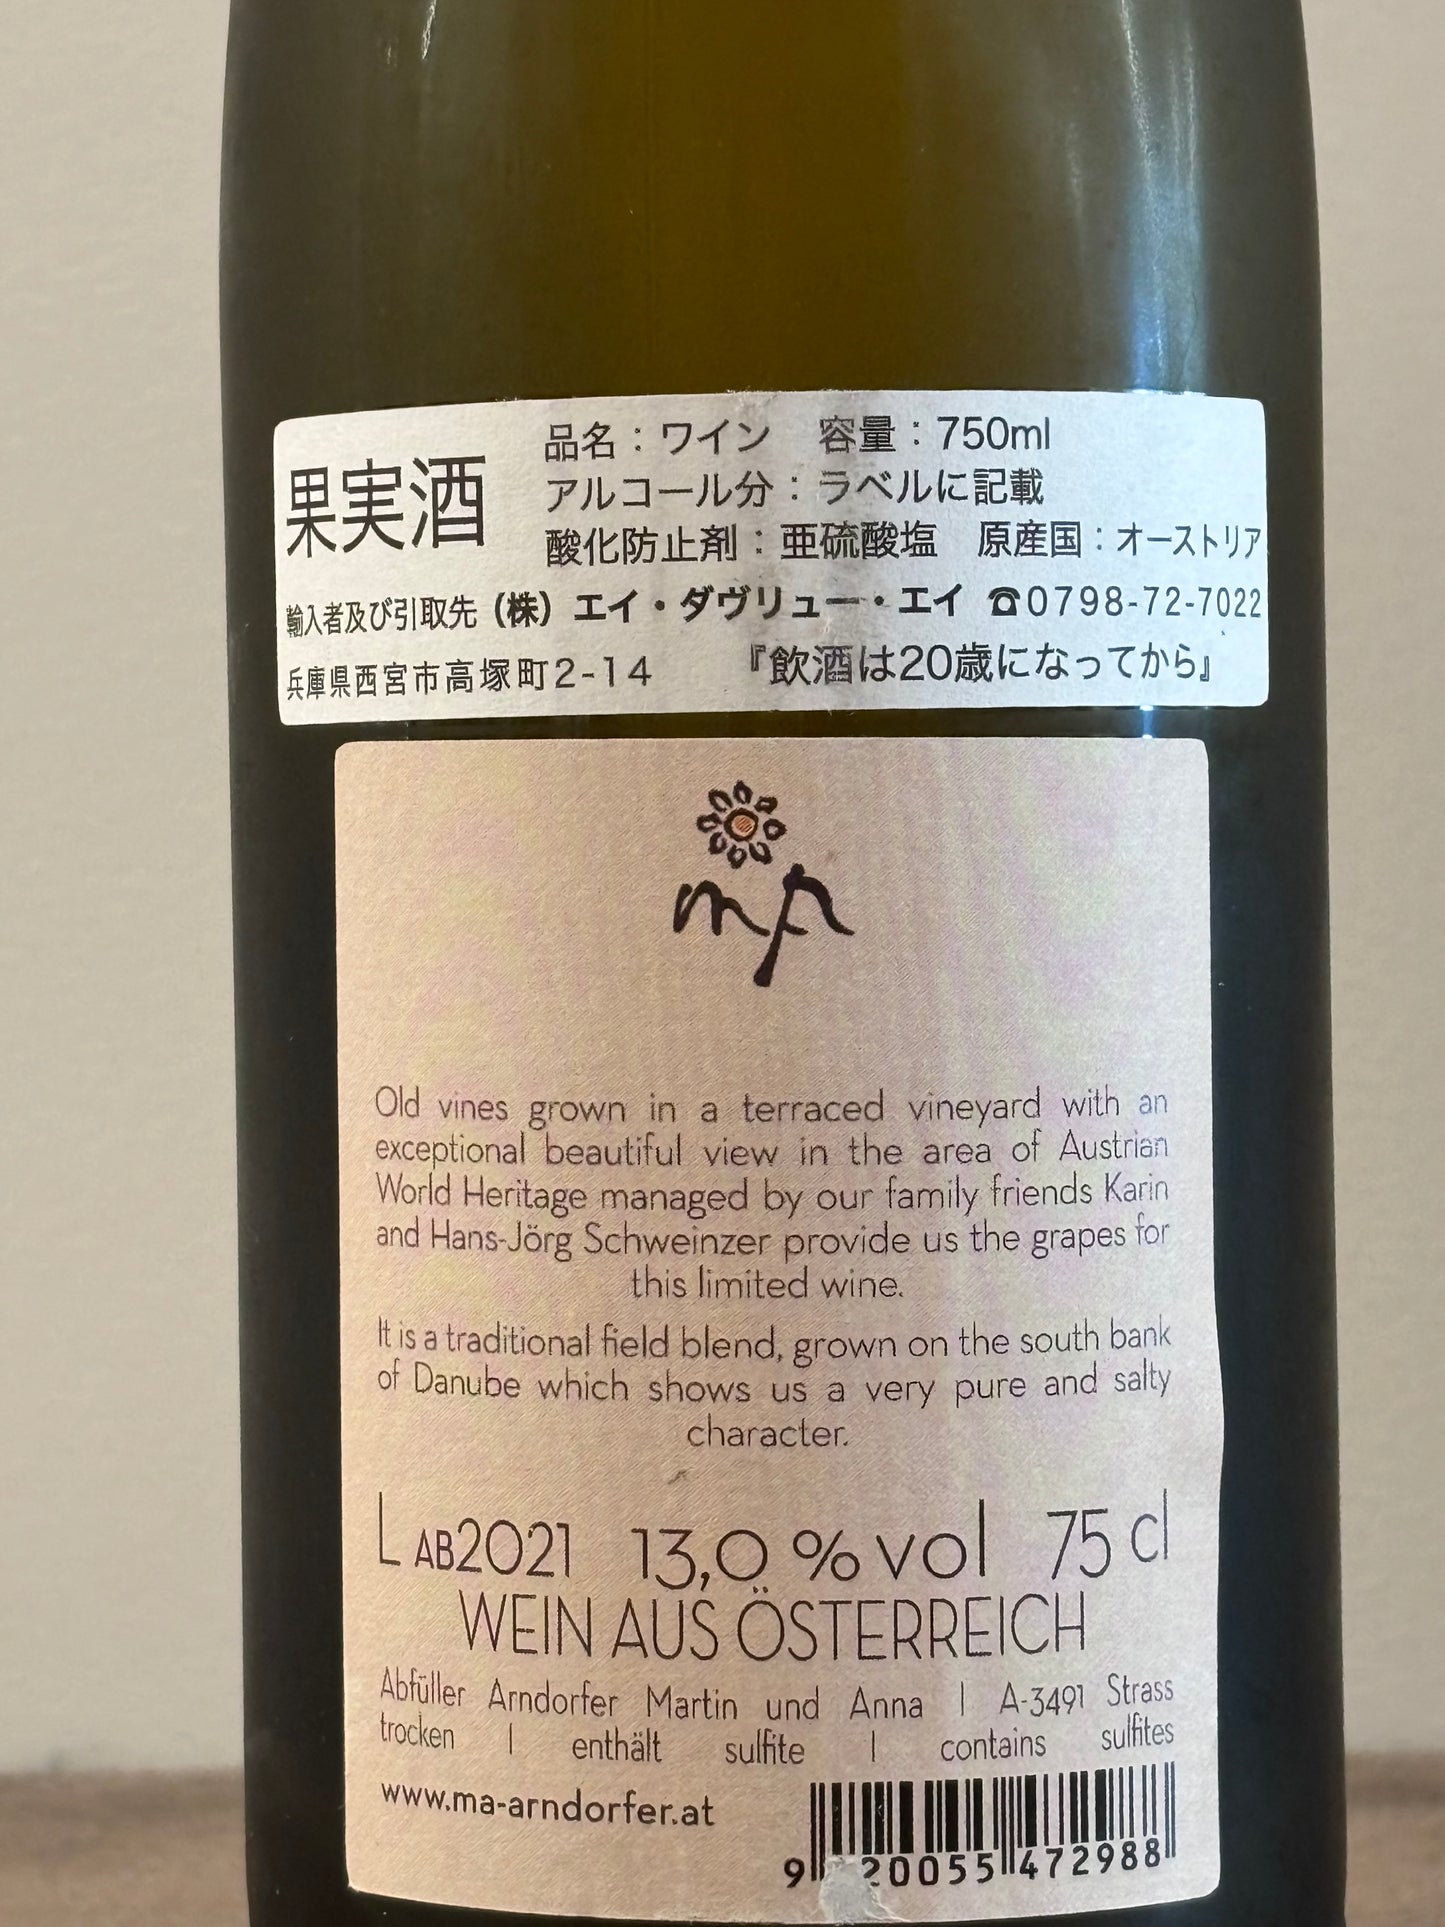 果実酒
品名：ワイン　容量：750ml
アルコール分：ラベルに記載
酸化防止剤：亜硫酸塩　原産国：オーストリア
輸入者及び引取先（株）エイ・ダヴリュー・エイ ☎0798-72-7022
兵庫県西宮市高塚町2-14　『飲酒は20歳になってから』
ma
Old vines grown in a terraced vineyard with an
exceptional beautiful view in the area of Austrian
World Heritage managed by our family friends Karin
and Hans-Jörg Schweinzer provide us the grapes for
this limited wine.
It is a traditional field blend, grown on the south bank
of Danube which shows us a very pure and salty
character.
L AB2021 13,0 % vol 75 cl
WEIN AUS ÖSTERREICH
Abfüller Arndorfer Martin und Anna | A-3491 Strass
trocken | enthält sulfite | contains sulfites
www.ma-arndorfer.at
9 120055 472988